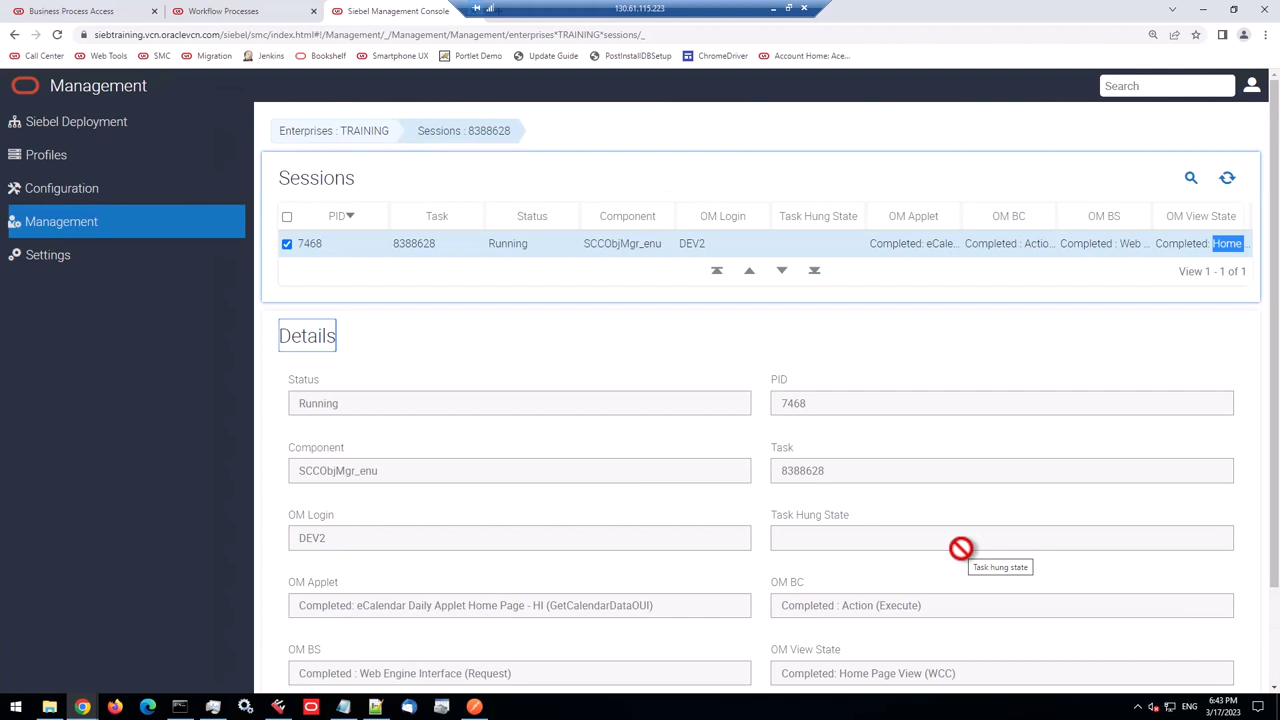 Business Process Access
Workflow Processes
Siebel Management Console
130.61.115.223
siebtraining.vcn.oraclevcn.com/siebel/smc/index.html#!/Management/_/Management/Management/enterprises*TRAINING*sessions/_
Call Center
Web Tools
SMC
Migration
Jenkins
Bookshelf
Smartphone UX
Portlet Demo
Update Guide
PostInstallDBSetup
ChromeDriver
Account Home: Ace...
Management
Search
Siebel Deployment
Profiles
Configuration
Management
Settings
Enterprises : TRAINING
Sessions : 8388628
Sessions
PID Task Status Component OM Login Task Hung State OM Applet OM BC OM BS OM View State
7468 8388628 Running SCCObjMgr_enu DEV2 Completed: eCale... Completed : Actio... Completed : Web ... Completed: Home ...
View 1 - 1 of 1
Details
Status PID
Running 7468
Component Task
SCCObjMgr_enu 8388628
OM Login Task Hung State
DEV2
Task hung state
OM Applet OM BC
Completed: eCalendar Daily Applet Home Page - HI (GetCalendarDataOUI) Completed : Action (Execute)
OM BS OM View State
Completed : Web Engine Interface (Request) Completed: Home Page View (WCC)
ENG
6:43 PM
3/17/2023